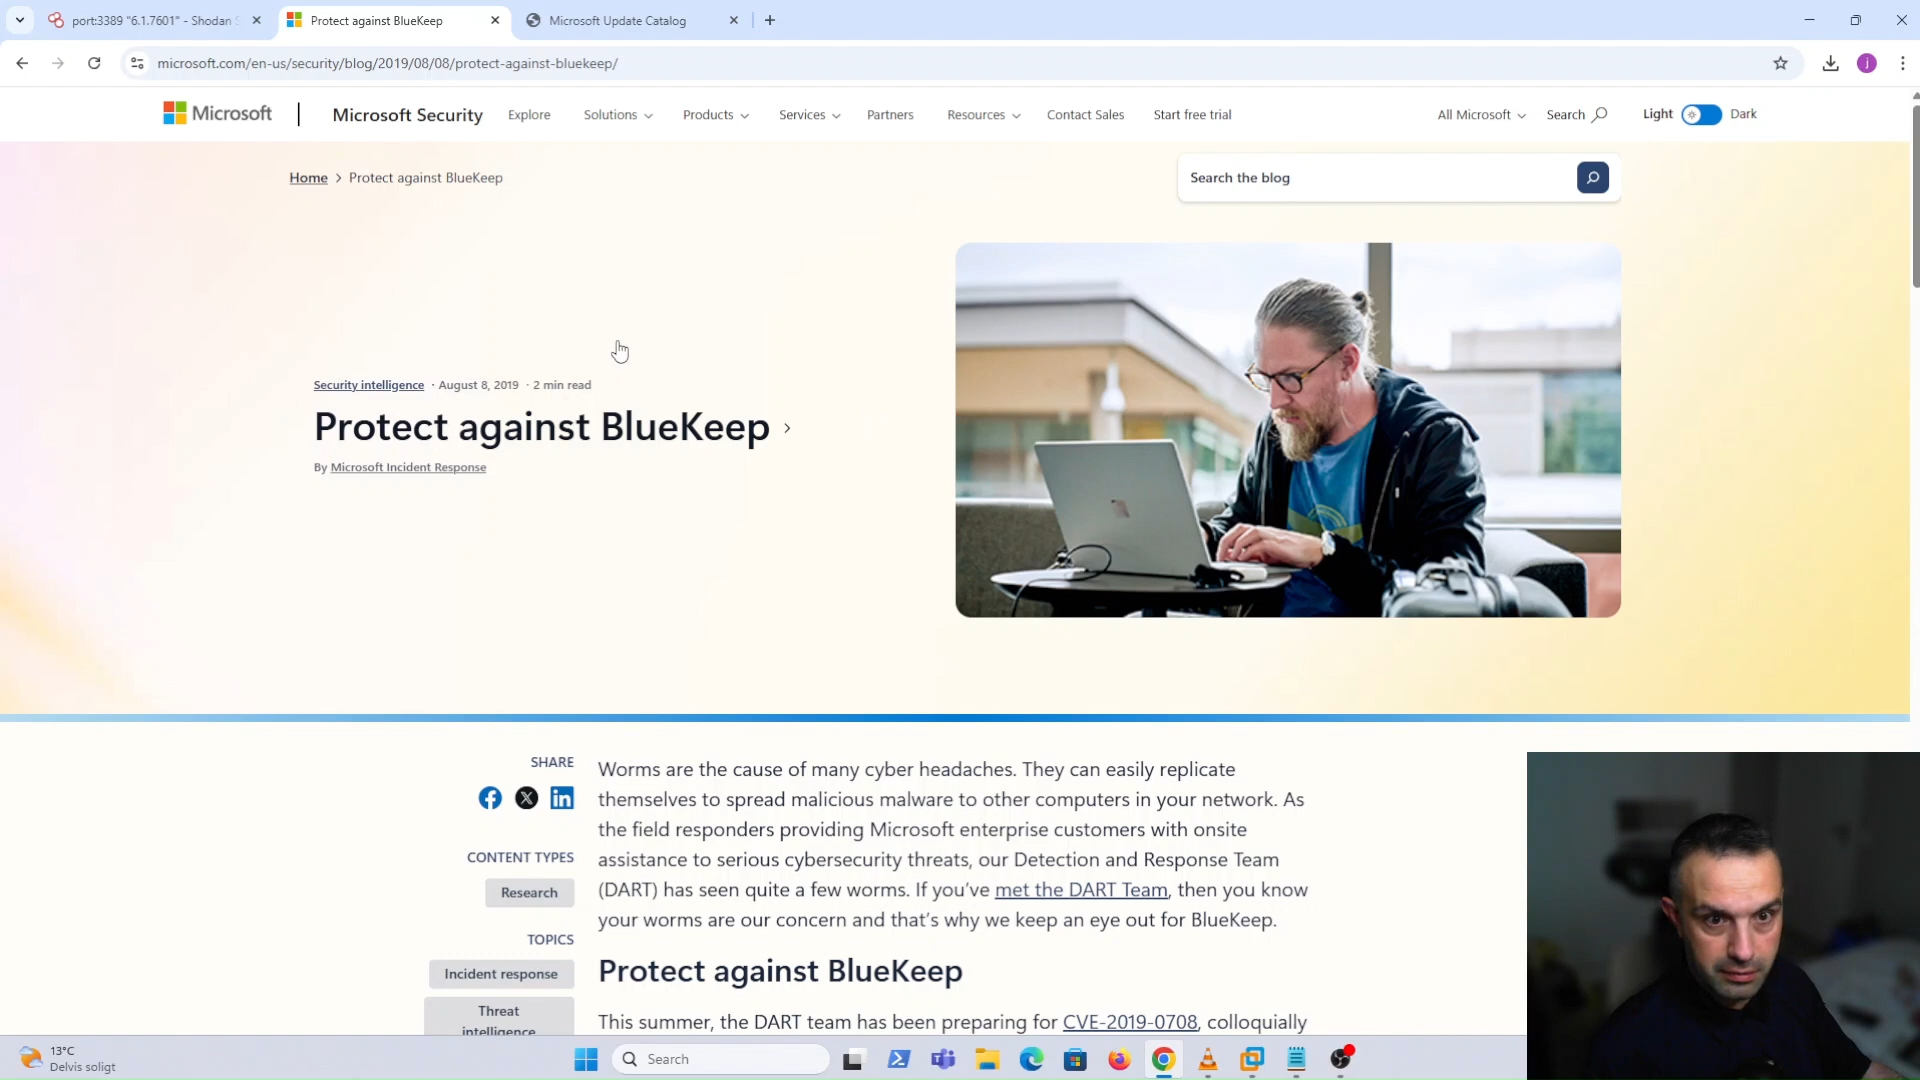 port:3389 "6.1.7601" - Shodan S
Protect against BlueKeep
Microsoft Update Catalog
microsoft.com/en-us/security/blog/2019/08/08/protect-against-bluekeep/
j
Microsoft
Microsoft Security
Explore
Solutions
Products
Services
Partners
Resources
Contact Sales
Start free trial
All Microsoft
Search
Light
Dark
Home > Protect against BlueKeep
Search the blog
Security intelligence · August 8, 2019 · 2 min read
Protect against BlueKeep >
By Microsoft Incident Response
SHARE
CONTENT TYPES
Research
TOPICS
Incident response
Threat
intelligence
Worms are the cause of many cyber headaches. They can easily replicate
themselves to spread malicious malware to other computers in your network. As
the field responders providing Microsoft enterprise customers with onsite
assistance to serious cybersecurity threats, our Detection and Response Team
(DART) has seen quite a few worms. If you've met the DART Team, then you know
your worms are our concern and that's why we keep an eye out for BlueKeep.
Protect against BlueKeep
This summer, the DART team has been preparing for CVE-2019-0708, colloquially
13°C
Delvis soligt
Search